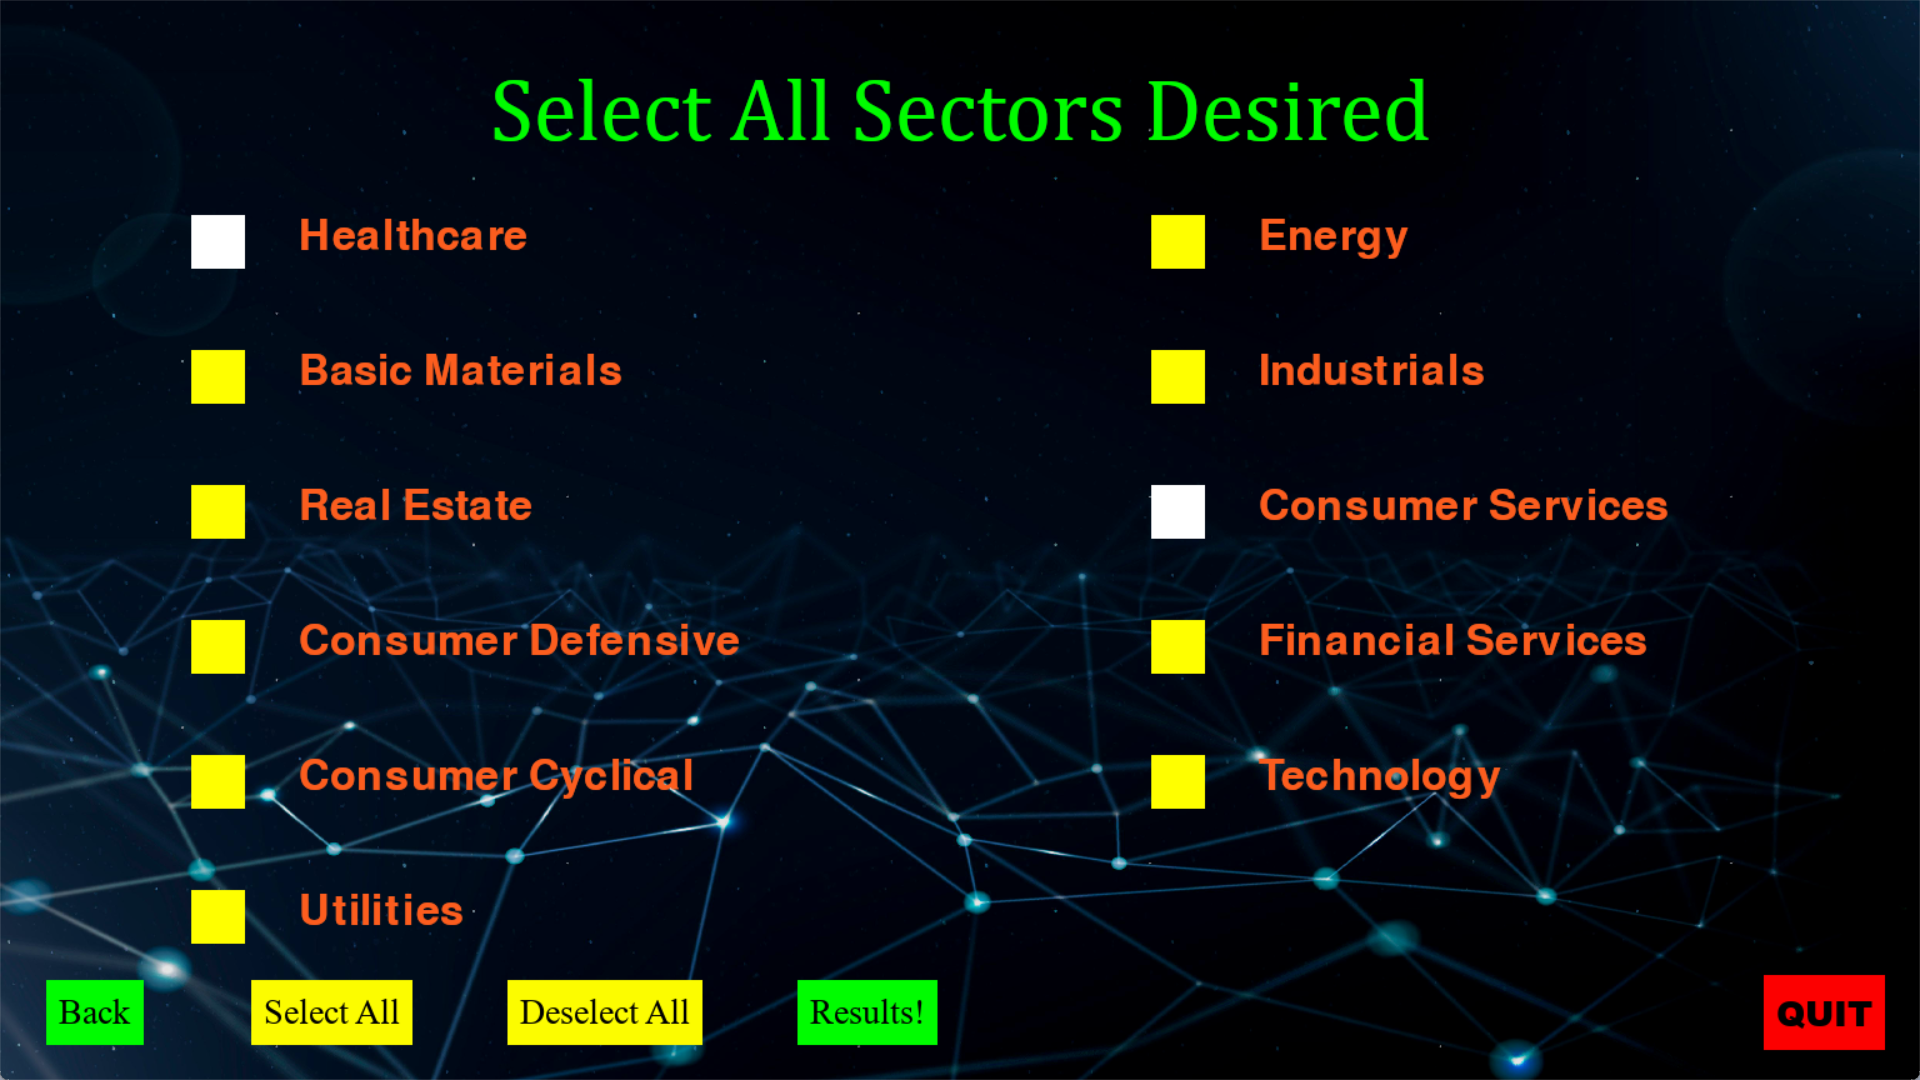 Select All Sectors Desired
Healthcare
Energy
Basic Materials
Industrials
Real Estate
Consumer Services
Consumer Defensive
Financial Services
Consumer Cyclical
Technology
Utilities
Back
Select All
Deselect All
Results!
QUIT